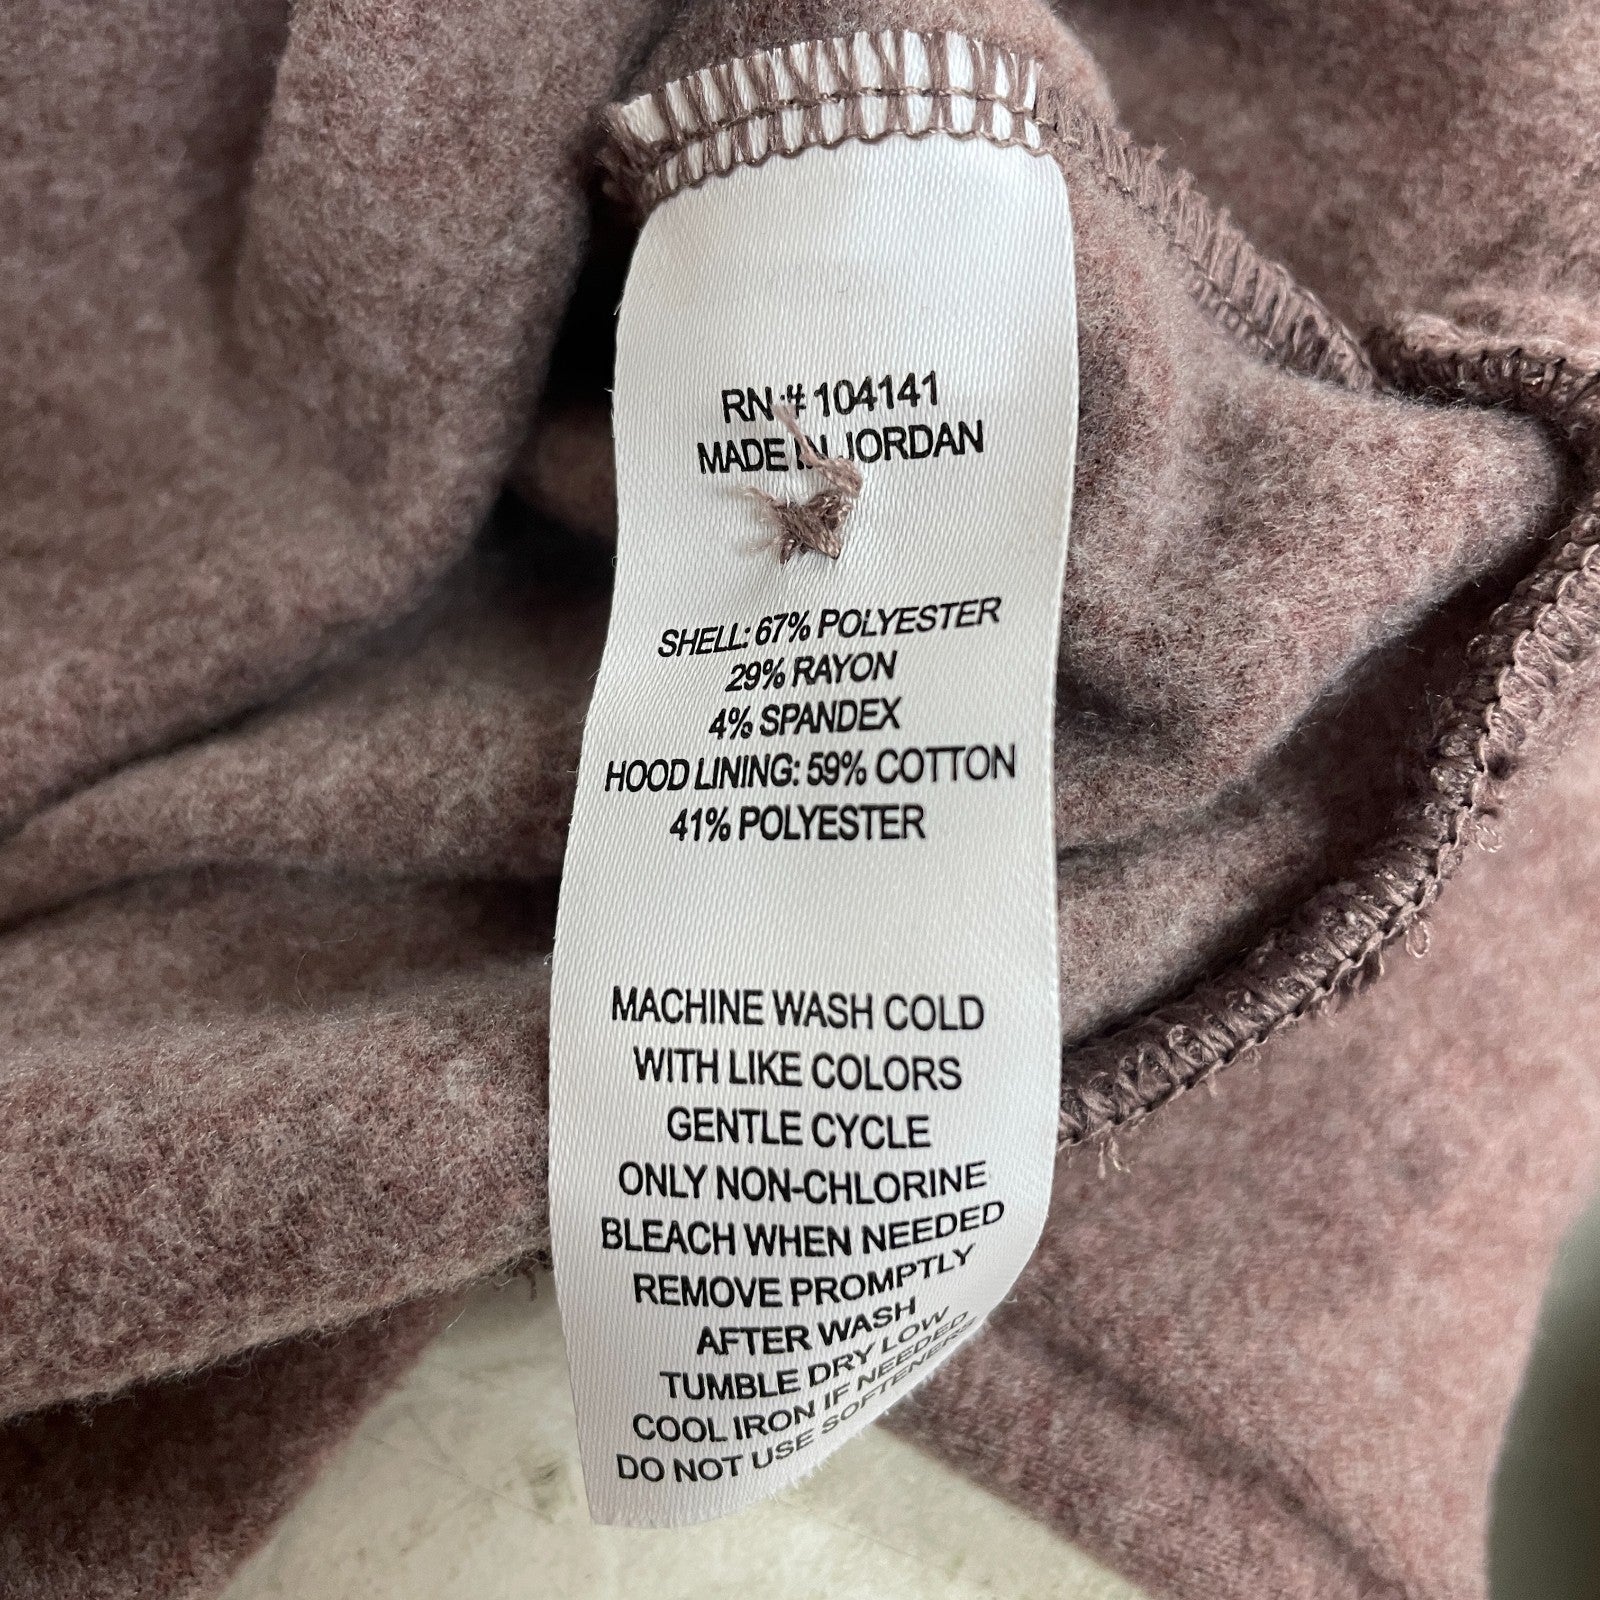 RN # 104141
MADE IN JORDAN
SHELL: 67% POLYESTER
29% RAYON
4% SPANDEX
HOOD LINING: 59% COTTON
41% POLYESTER
MACHINE WASH COLD
WITH LIKE COLORS
GENTLE CYCLE
ONLY NON-CHLORINE
BLEACH WHEN NEEDED
REMOVE PROMPTLY
AFTER WASH
TUMBLE DRY LOW
COOL IRON IF NEEDED
DO NOT USE SOFTENERS